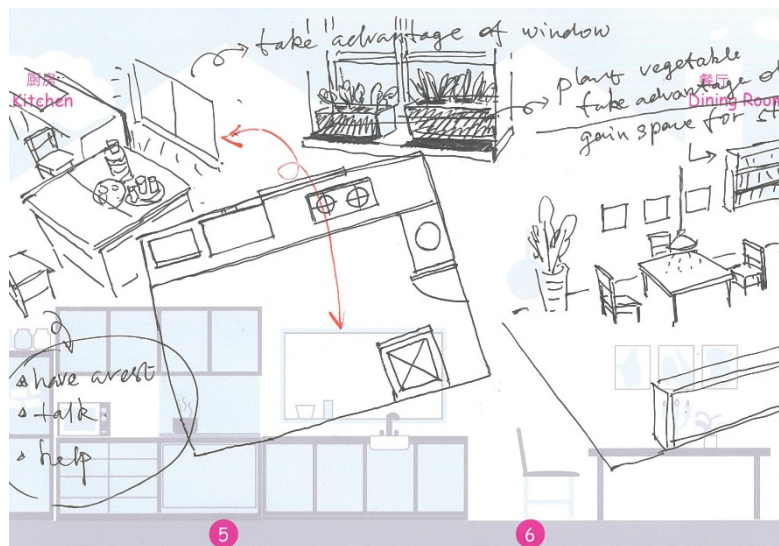 take "advantage of window
厨房
Kitchen
plant vegetable
take advantage of
gain space for st
餐厅
Dining Room
have a rest
talk
help
5
6